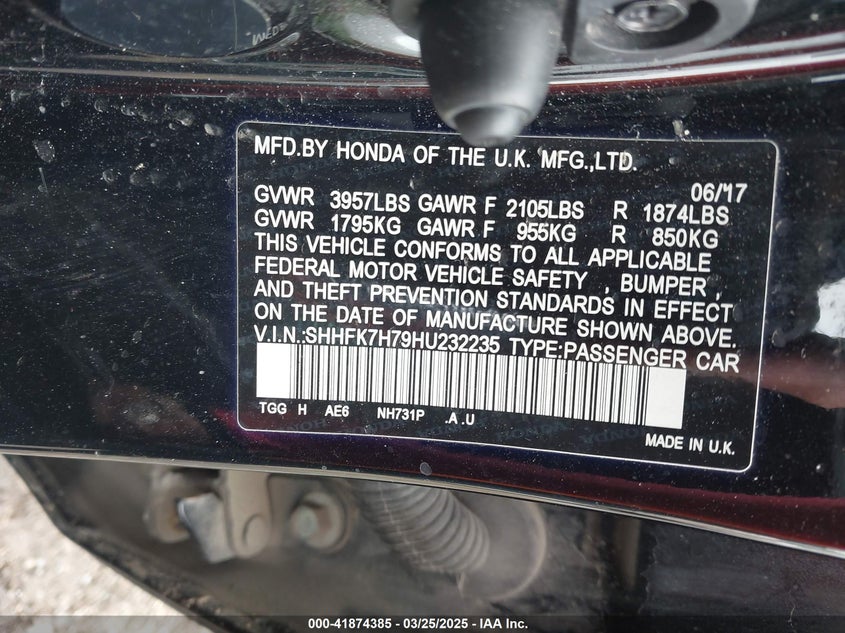 MFD.BY HONDA OF THE U.K. MFG.,LTD.
06/17
GVWR 3957LBS GAWR F 2105LBS R 1874LBS
GVWR 1795KG GAWR F 955KG R 850KG
THIS VEHICLE CONFORMS TO ALL APPLICABLE
FEDERAL MOTOR VEHICLE SAFETY , BUMPER ,
AND THEFT PREVENTION STANDARDS IN EFFECT
ON THE DATE OF MANUFACTURE SHOWN ABOVE.
V.I.N.:SHHFK7H79HU232235 TYPE:PASSENGER CAR
TGG H AE6 NH731P .A.U
MADE IN U.K.
000-41874385 - 03/25/2025 - IAA Inc.